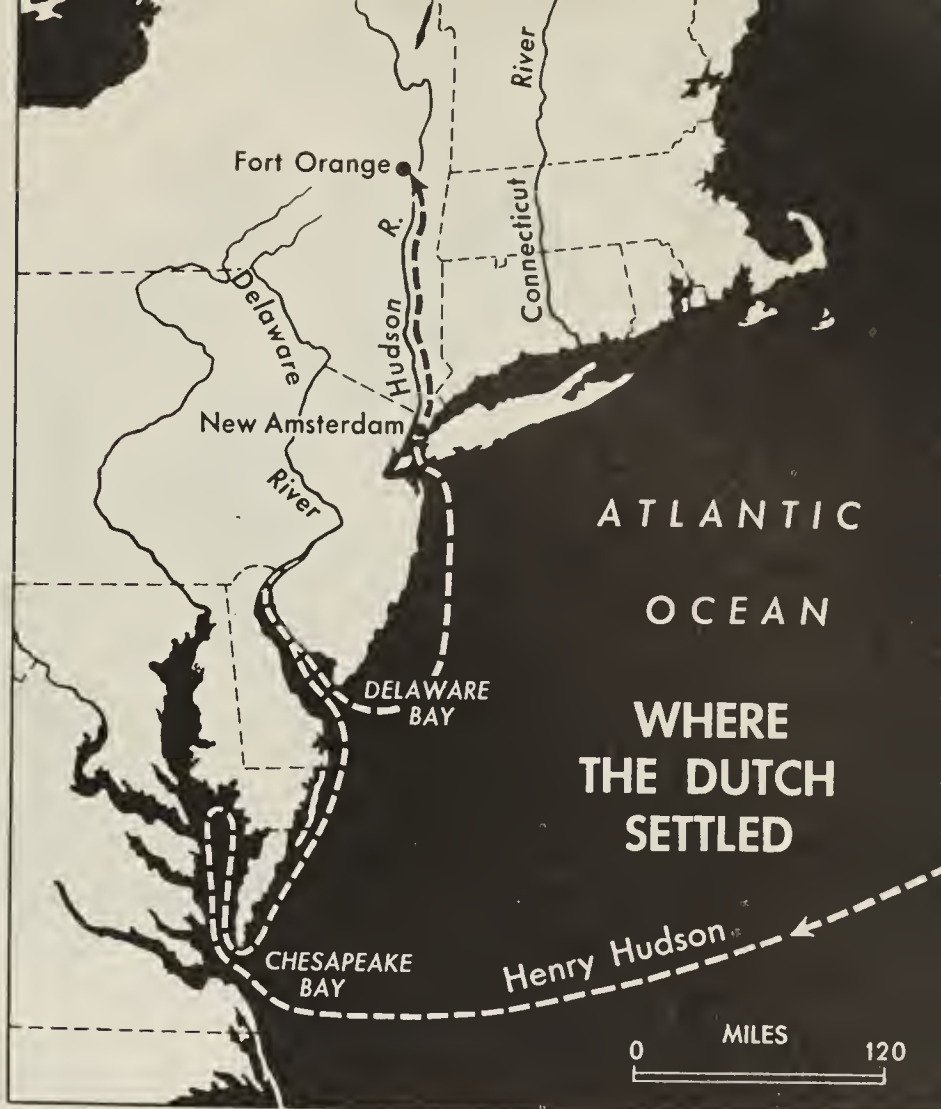 River
Fort Orange
Connecticut
Hudson R.
Delaware
New Amsterdam
River
ATLANTIC
OCEAN
DELAWARE
BAY
WHERE
THE DUTCH
SETTLED
Henry Hudson
CHESAPEAKE
BAY
MILES
0 120